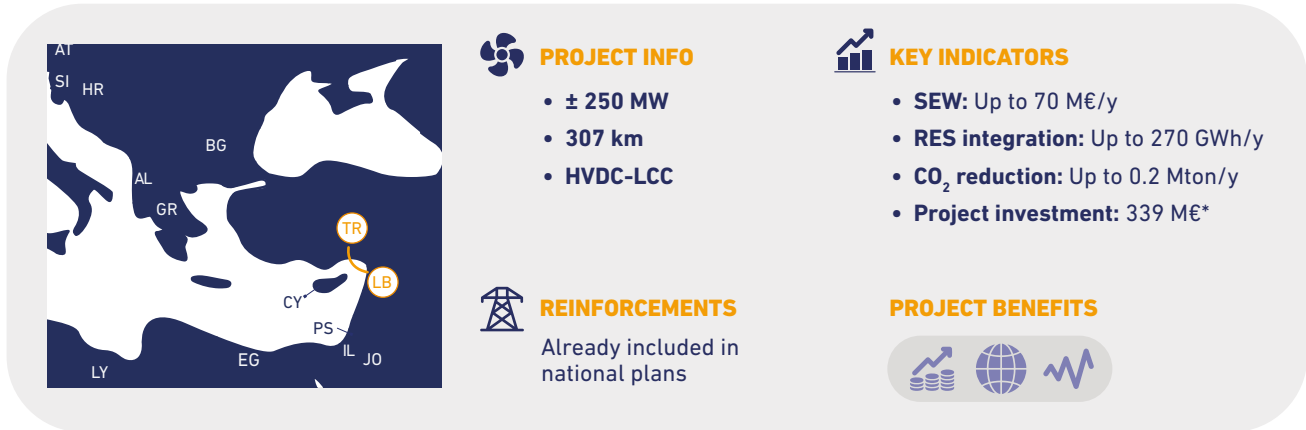 AT
SI
HR
BG
AL
GR
TR
LB
CY*
PS
IL
JO
EG
LY
PROJECT INFO
• ± 250 MW
• 307 km
• HVDC-LCC
KEY INDICATORS
• SEW: Up to 70 M€/y
• RES integration: Up to 270 GWh/y
• CO₂ reduction: Up to 0.2 Mton/y
• Project investment: 339 M€*
REINFORCEMENTS
Already included in
national plans
PROJECT BENEFITS